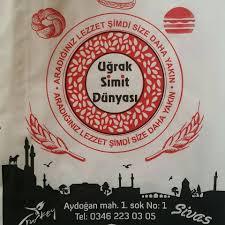 ARADIĞINIZ LEZZET ŞİMDİ SİZE DAHA YAKIN
ARADIĞINIZ LEZZET ŞİMDİ SİZE DAHA YAKIN
Uğrak
Simit
Dünyası
Turkey
Aydoğan mah. 1. sok No: 1
Tel: 0346 223 03 05
Sivas